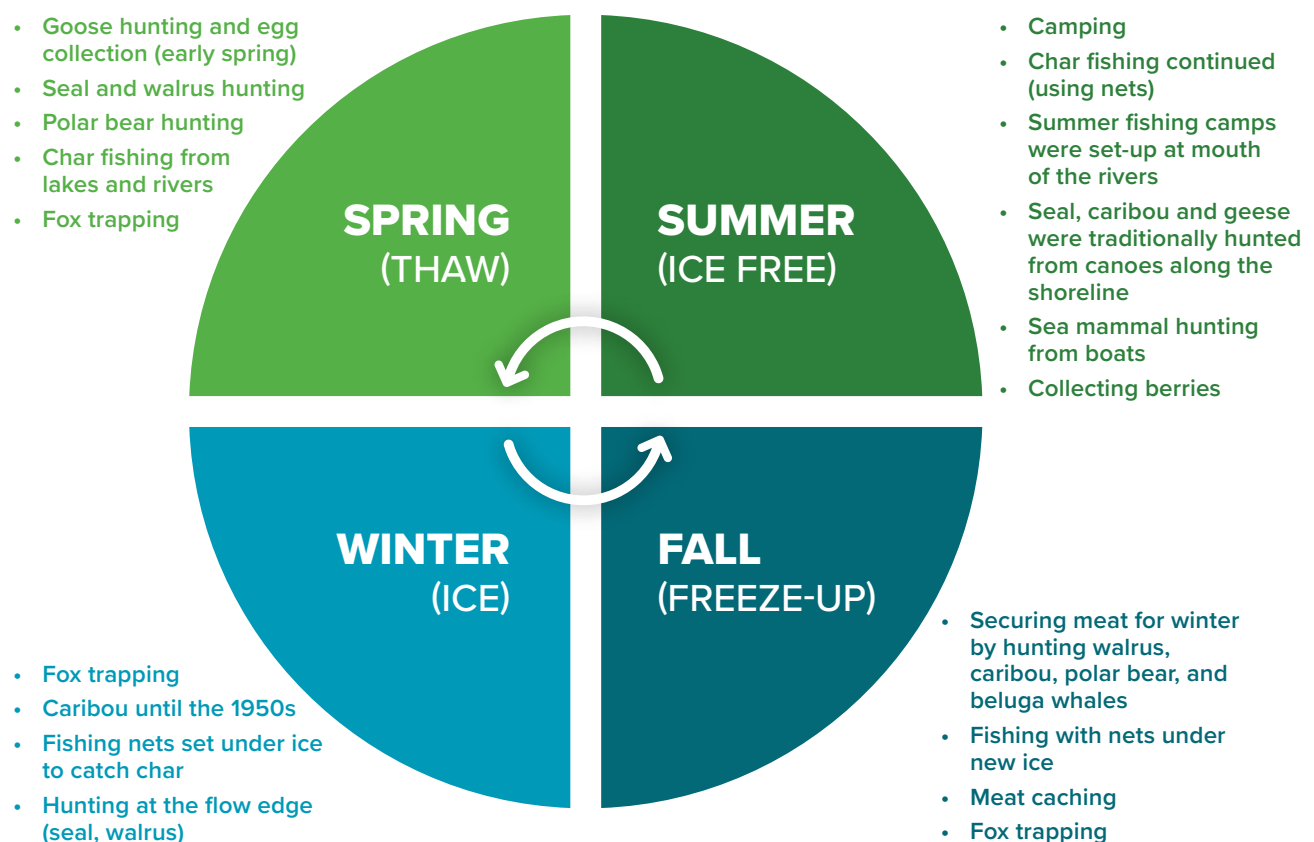 • Goose hunting and egg
collection (early spring)
• Seal and walrus hunting
• Polar bear hunting
• Char fishing from
lakes and rivers
• Fox trapping
SPRING
(THAW)
SUMMER
(ICE FREE)
• Camping
• Char fishing continued
(using nets)
• Summer fishing camps
were set-up at mouth
of the rivers
• Seal, caribou and geese
were traditionally hunted
from canoes along the
shoreline
• Sea mammal hunting
from boats
• Collecting berries
WINTER
(ICE)
FALL
(FREEZE-UP)
• Fox trapping
• Caribou until the 1950s
• Fishing nets set under ice
to catch char
• Hunting at the flow edge
(seal, walrus)
• Securing meat for winter
by hunting walrus,
caribou, polar bear, and
beluga whales
• Fishing with nets under
new ice
• Meat caching
• Fox trapping